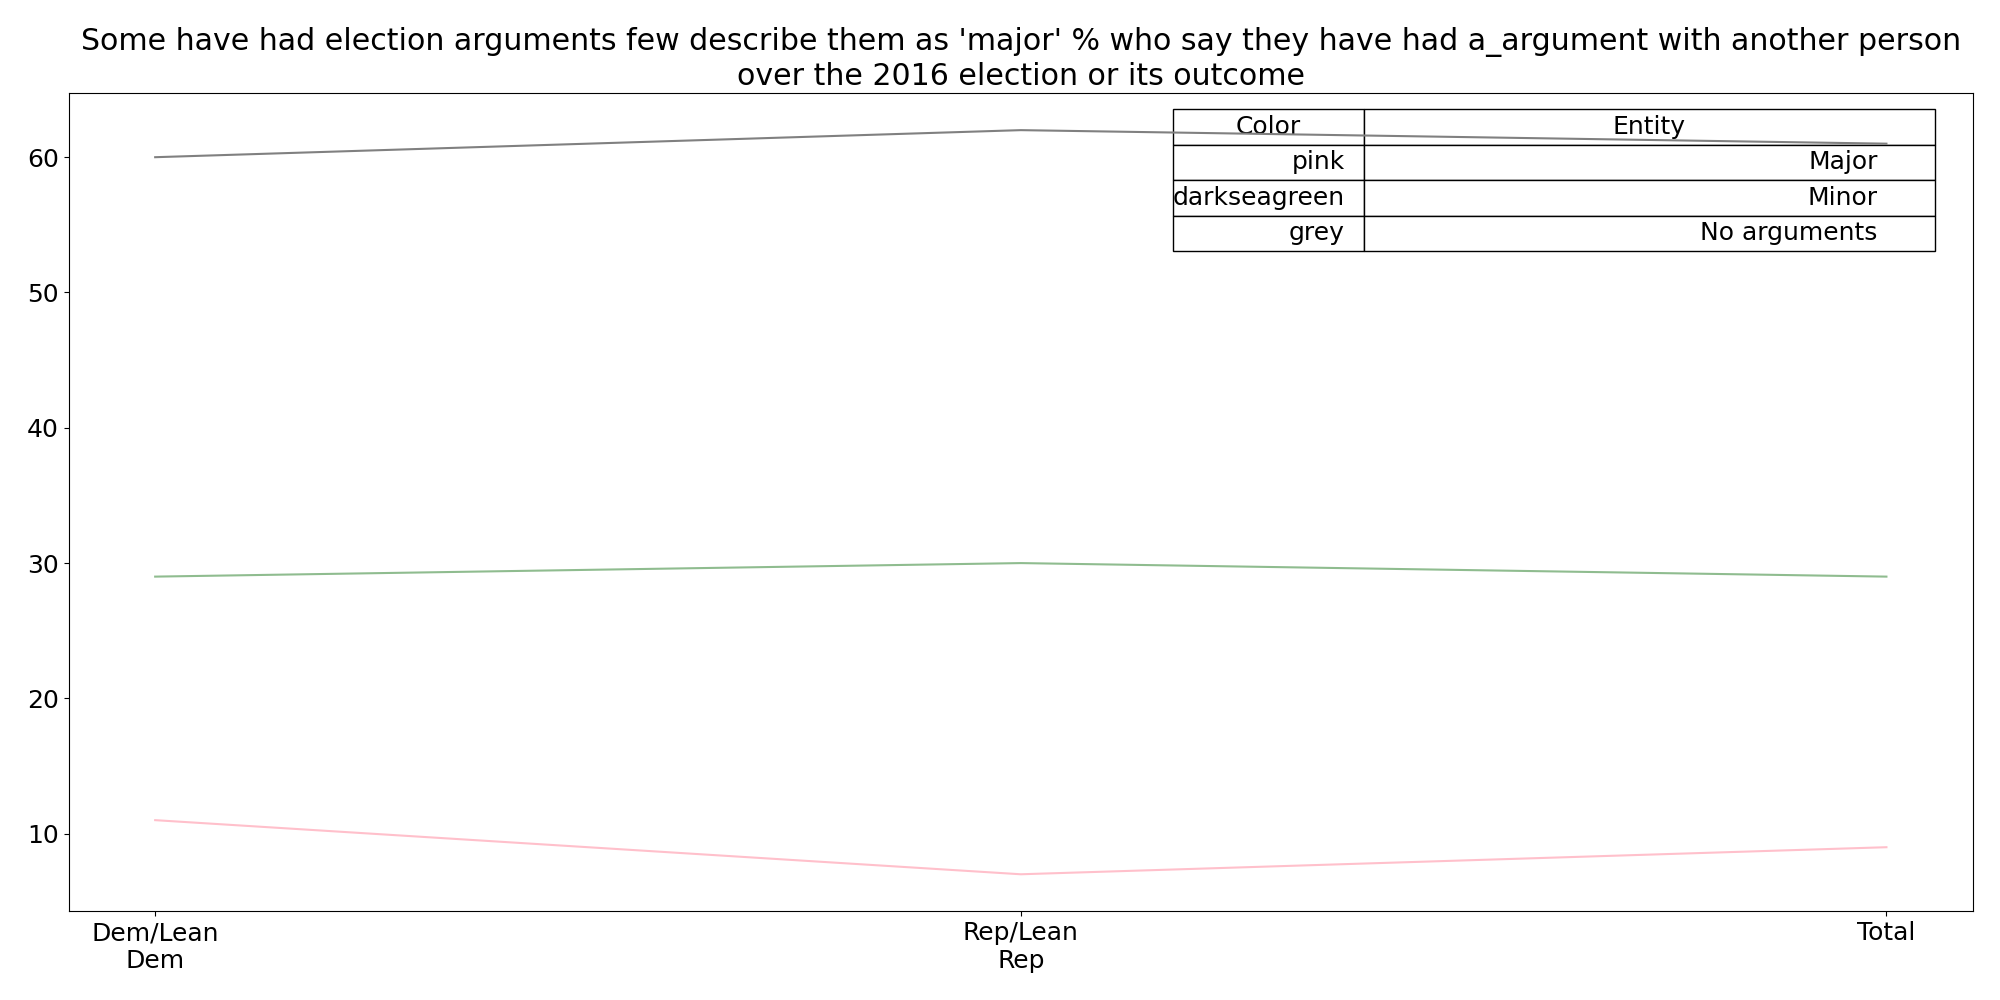 Some have had election arguments few describe them as 'major' % who say they have had a_argument with another person
over the 2016 election or its outcome
Color Entity
pink Major
darkseagreen Minor
grey No arguments
60
50
40
30
20
10
Dem/Lean
Dem
Rep/Lean
Rep
Total